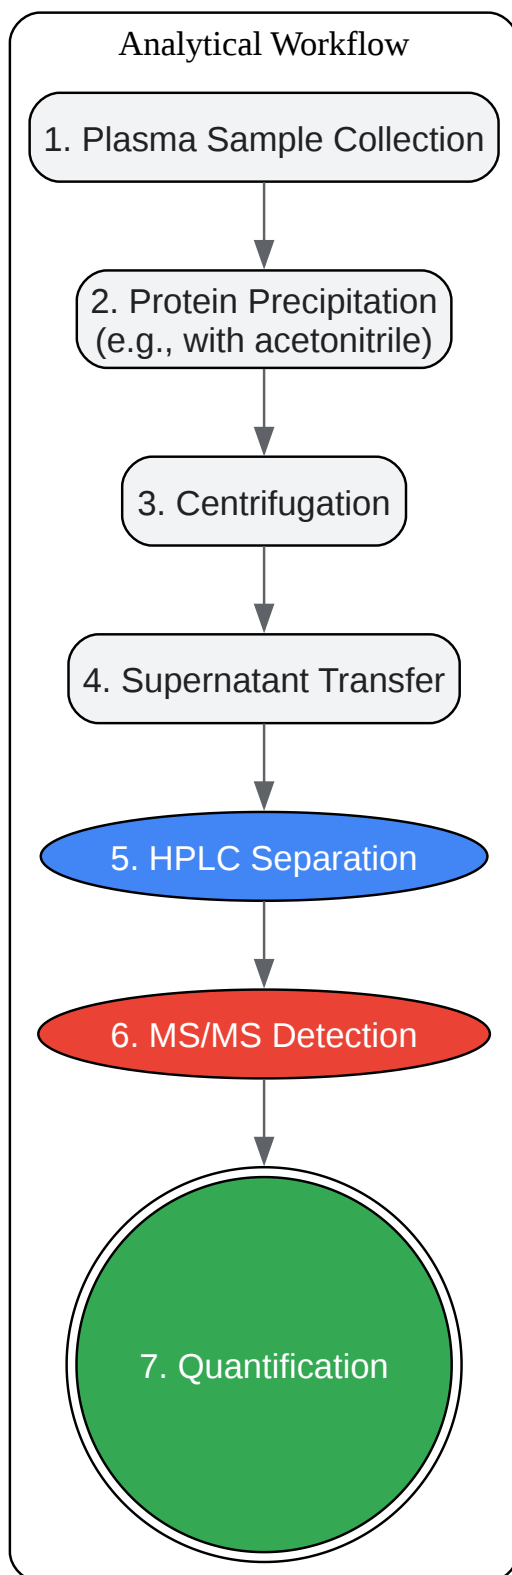 Analytical Workflow
1. Plasma Sample Collection
2. Protein Precipitation
(e.g., with acetonitrile)
3. Centrifugation
4. Supernatant Transfer
5. HPLC Separation
6. MS/MS Detection
7. Quantification